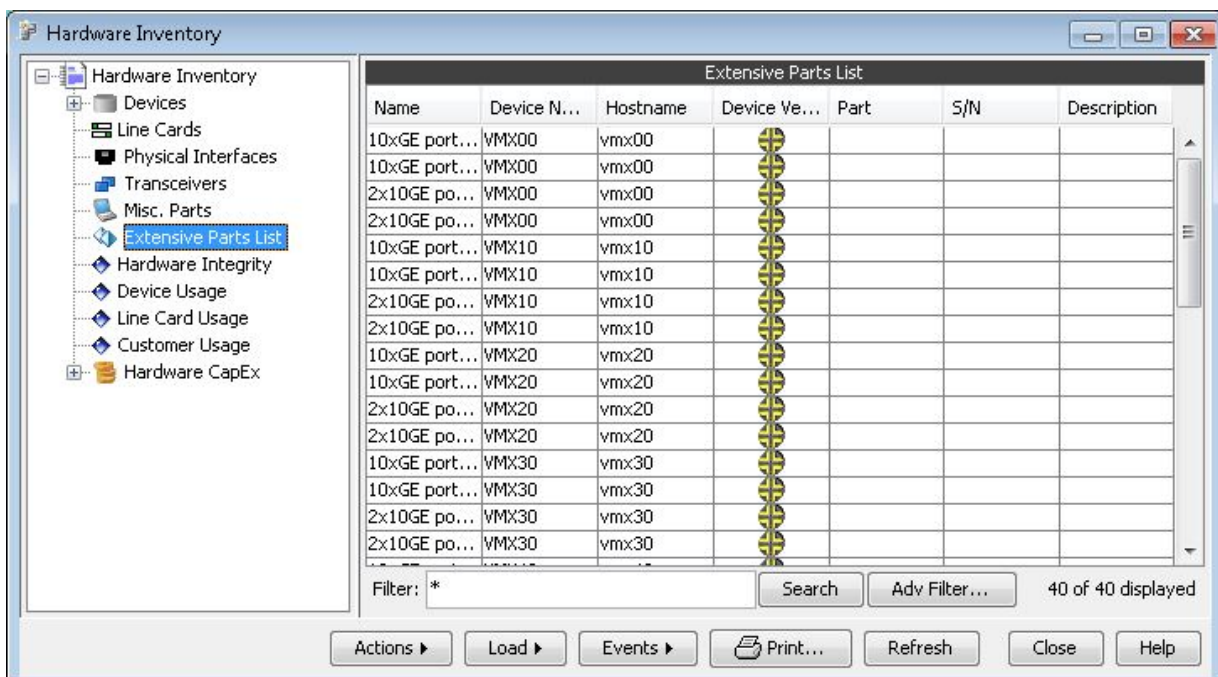 Hardware Inventory
Hardware Inventory
Devices
Line Cards
Physical Interfaces
Transceivers
Misc. Parts
Extensive Parts List
Hardware Integrity
Device Usage
Line Card Usage
Customer Usage
Hardware CapEx
Extensive Parts List
Name Device N... Hostname Device Ve... Part S/N Description
10xGE port... VMX00 vmx00
10xGE port... VMX00 vmx00
2x10GE po... VMX00 vmx00
2x10GE po... VMX00 vmx00
10xGE port... VMX10 vmx10
10xGE port... VMX10 vmx10
2x10GE po... VMX10 vmx10
2x10GE po... VMX10 vmx10
10xGE port... VMX20 vmx20
10xGE port... VMX20 vmx20
2x10GE po... VMX20 vmx20
2x10GE po... VMX20 vmx20
10xGE port... VMX30 vmx30
10xGE port... VMX30 vmx30
2x10GE po... VMX30 vmx30
2x10GE po... VMX30 vmx30
Filter: * Search Adv Filter... 40 of 40 displayed
Actions Load Events Print... Refresh Close Help